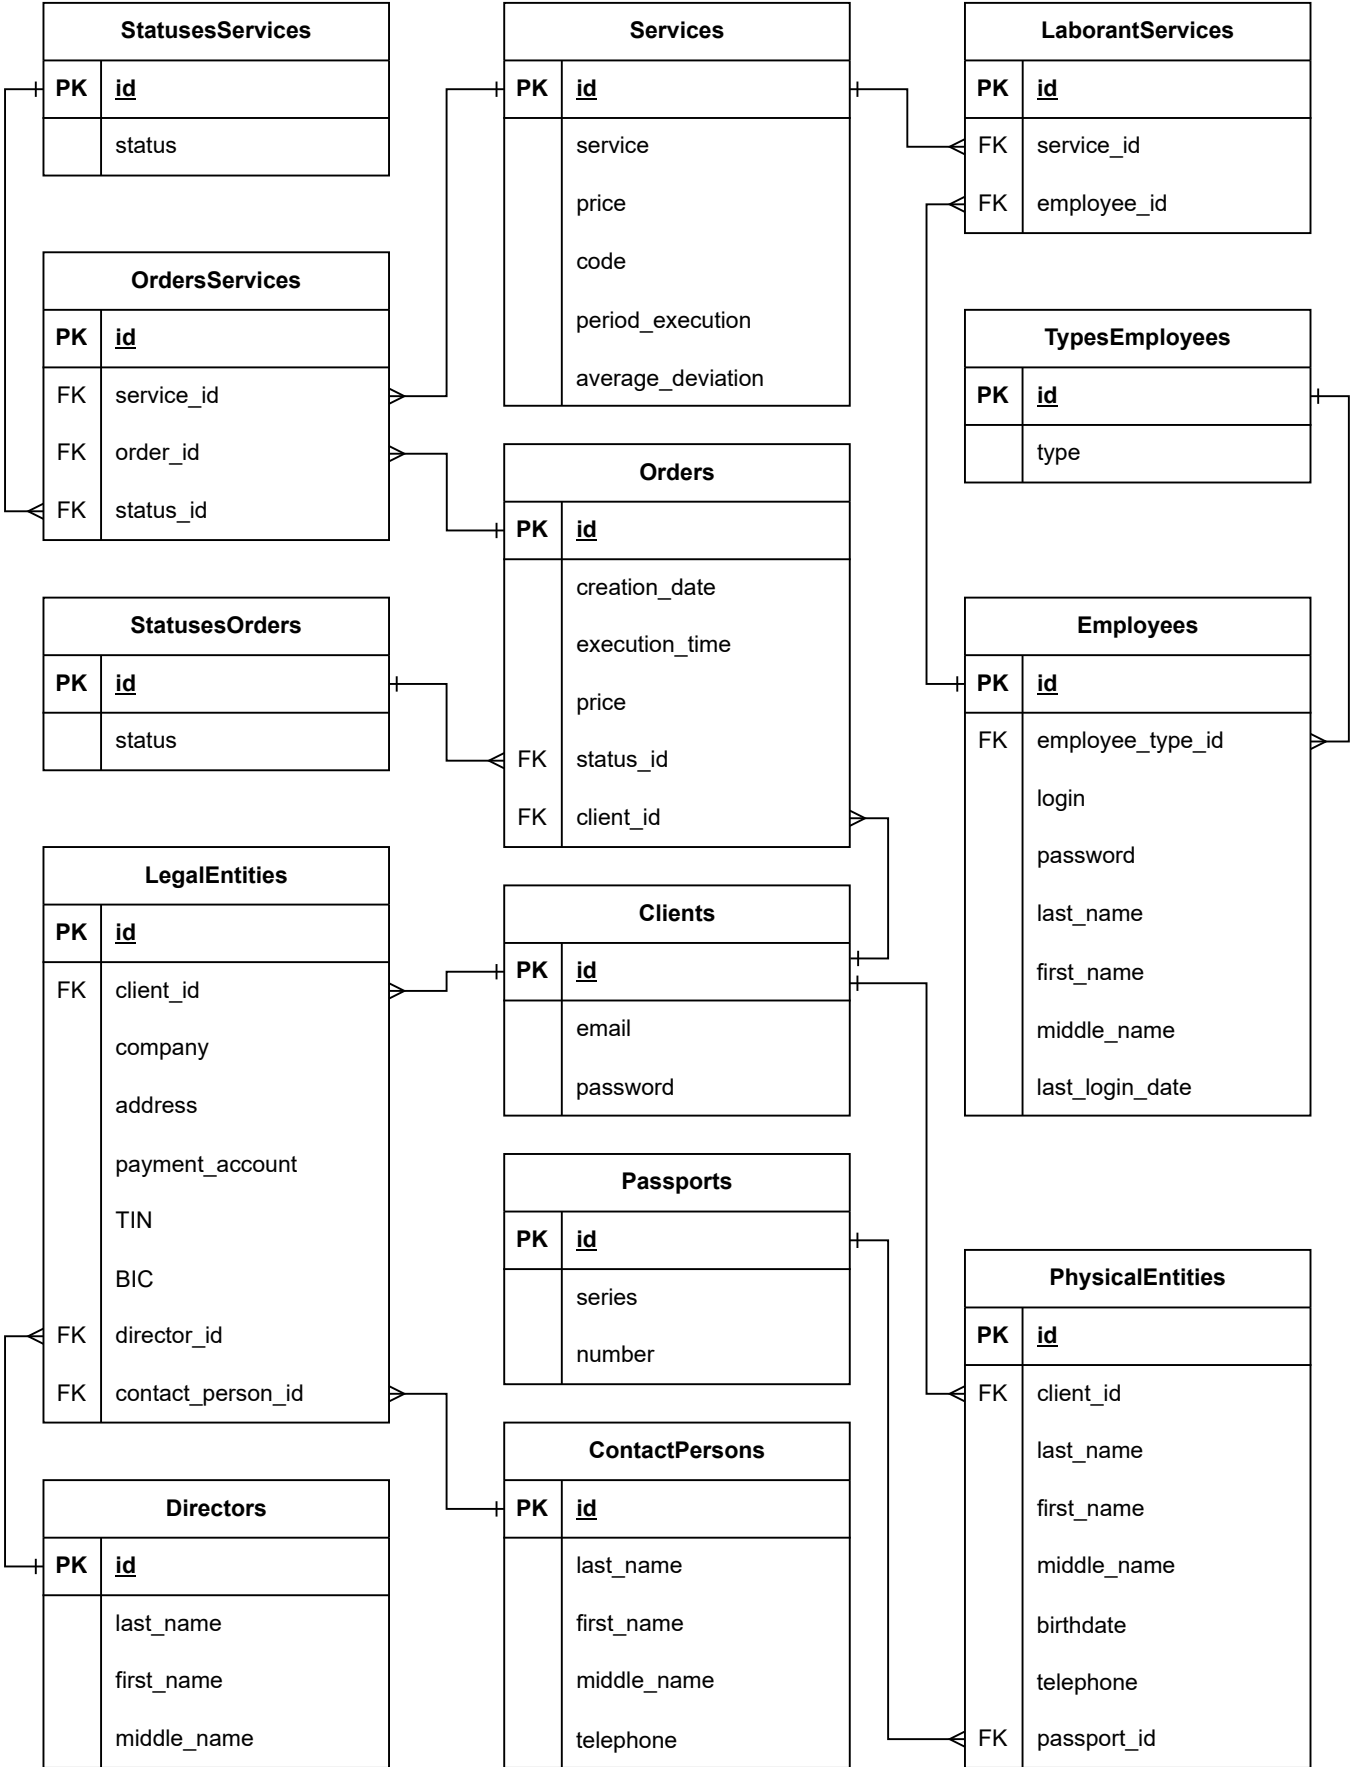 StatusesServices
PK id
status
Services
PK id
service
price
code
period_execution
average_deviation
LaborantServices
PK id
FK service_id
FK employee_id
OrdersServices
PK id
FK service_id
FK order_id
FK status_id
TypesEmployees
PK id
type
Orders
PK id
creation_date
execution_time
price
FK status_id
FK client_id
StatusesOrders
PK id
status
Employees
PK id
FK employee_type_id
login
password
last_name
first_name
middle_name
last_login_date
LegalEntities
PK id
FK client_id
company
address
payment_account
TIN
BIC
FK director_id
FK contact_person_id
Clients
PK id
email
password
Passports
PK id
series
number
PhysicalEntities
PK id
FK client_id
last_name
first_name
middle_name
birthdate
telephone
FK passport_id
Directors
PK id
last_name
first_name
middle_name
ContactPersons
PK id
last_name
first_name
middle_name
telephone